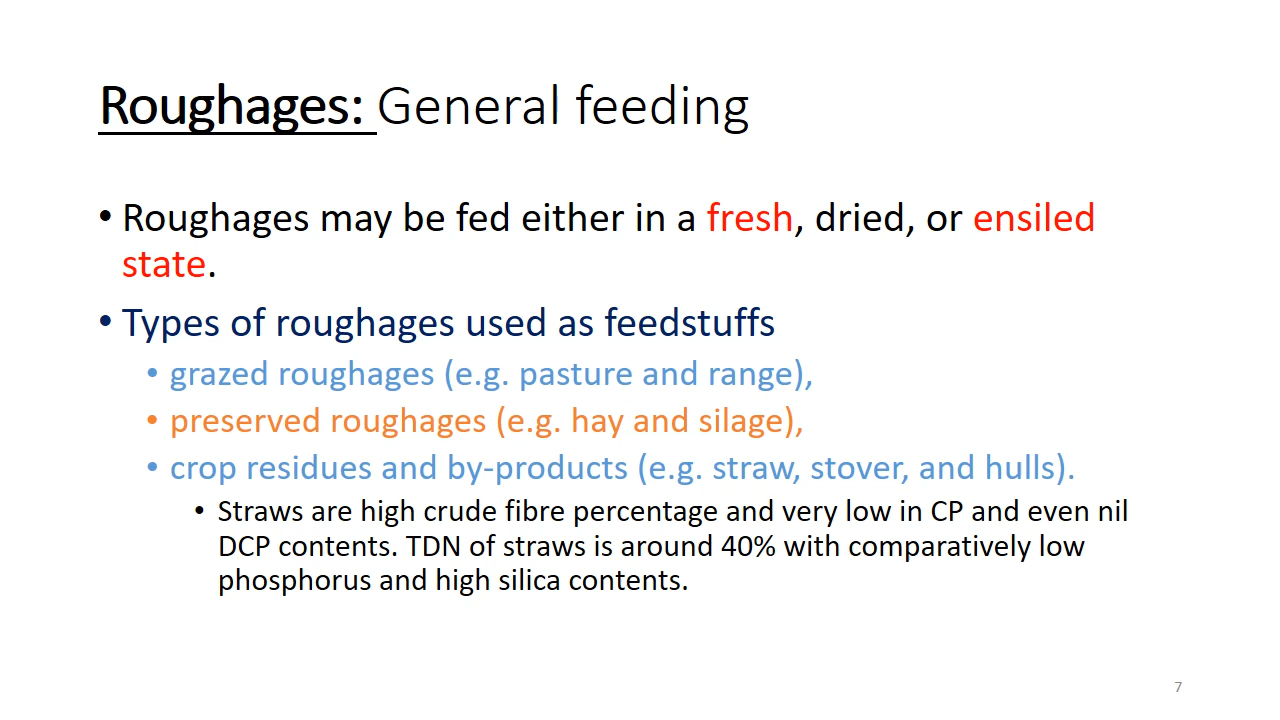 Roughages: General feeding
• Roughages may be fed either in a fresh, dried, or ensiled
state.
• Types of roughages used as feedstuffs
• grazed roughages (e.g. pasture and range),
• preserved roughages (e.g. hay and silage),
• crop residues and by-products (e.g. straw, stover, and hulls).
• Straws are high crude fibre percentage and very low in CP and even nil
DCP contents. TDN of straws is around 40% with comparatively low
phosphorus and high silica contents.
7